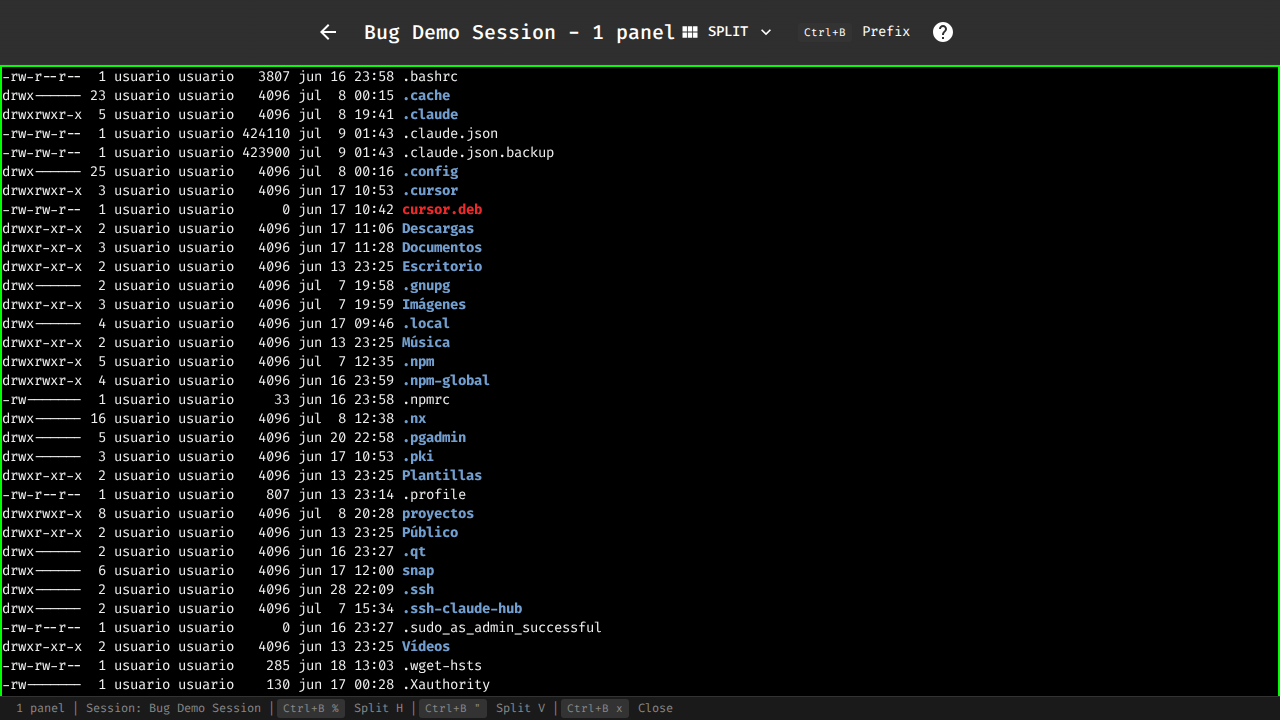 Bug Demo Session - 1 panel SPLIT Ctrl+B Prefix ?
-rw-r--r--  1 usuario usuario   3807 jun 16 23:58 .bashrc
drwx------ 23 usuario usuario   4096 jul  8 00:15 .cache
drwxrwxr-x  5 usuario usuario   4096 jul  8 19:41 .claude
-rw-rw-r--  1 usuario usuario 424110 jul  9 01:43 .claude.json
-rw-rw-r--  1 usuario usuario 423900 jul  9 01:43 .claude.json.backup
drwx------ 25 usuario usuario   4096 jul  8 00:16 .config
drwxrwxr-x  3 usuario usuario   4096 jun 17 10:53 .cursor
-rw-rw-r--  1 usuario usuario      0 jun 17 10:42 cursor.deb
drwxr-xr-x  2 usuario usuario   4096 jun 17 11:06 Descargas
drwxr-xr-x  3 usuario usuario   4096 jun 17 11:28 Documentos
drwxr-xr-x  2 usuario usuario   4096 jun 13 23:25 Escritorio
drwx------  2 usuario usuario   4096 jul  7 19:58 .gnupg
drwxr-xr-x  3 usuario usuario   4096 jul  7 19:59 Imágenes
drwx------  4 usuario usuario   4096 jun 17 09:46 .local
drwxr-xr-x  2 usuario usuario   4096 jun 13 23:25 Música
drwxrwxr-x  5 usuario usuario   4096 jul  7 12:35 .npm
drwxrwxr-x  4 usuario usuario   4096 jun 16 23:59 .npm-global
-rw-------  1 usuario usuario     33 jun 16 23:58 .npmrc
drwx------ 16 usuario usuario   4096 jul  8 12:38 .nx
drwx------  5 usuario usuario   4096 jun 20 22:58 .pgadmin
drwx------  3 usuario usuario   4096 jun 17 10:53 .pki
drwxr-xr-x  2 usuario usuario   4096 jun 13 23:25 Plantillas
-rw-r--r--  1 usuario usuario    807 jun 13 23:14 .profile
drwxrwxr-x  8 usuario usuario   4096 jul  8 20:28 proyectos
drwxr-xr-x  2 usuario usuario   4096 jun 13 23:25 Público
drwx------  2 usuario usuario   4096 jun 16 23:27 .qt
drwx------  6 usuario usuario   4096 jun 17 12:00 snap
drwx------  2 usuario usuario   4096 jun 28 22:09 .ssh
drwx------  2 usuario usuario   4096 jul  7 15:34 .ssh-claude-hub
-rw-r--r--  1 usuario usuario      0 jun 16 23:27 .sudo_as_admin_successful
drwxr-xr-x  2 usuario usuario   4096 jun 13 23:25 Vídeos
-rw-rw-r--  1 usuario usuario    285 jun 18 13:03 .wget-hsts
-rw-------  1 usuario usuario    130 jun 17 00:28 .Xauthority
1 panel | Session: Bug Demo Session | Ctrl+B % Split H | Ctrl+B " Split V | Ctrl+B x Close